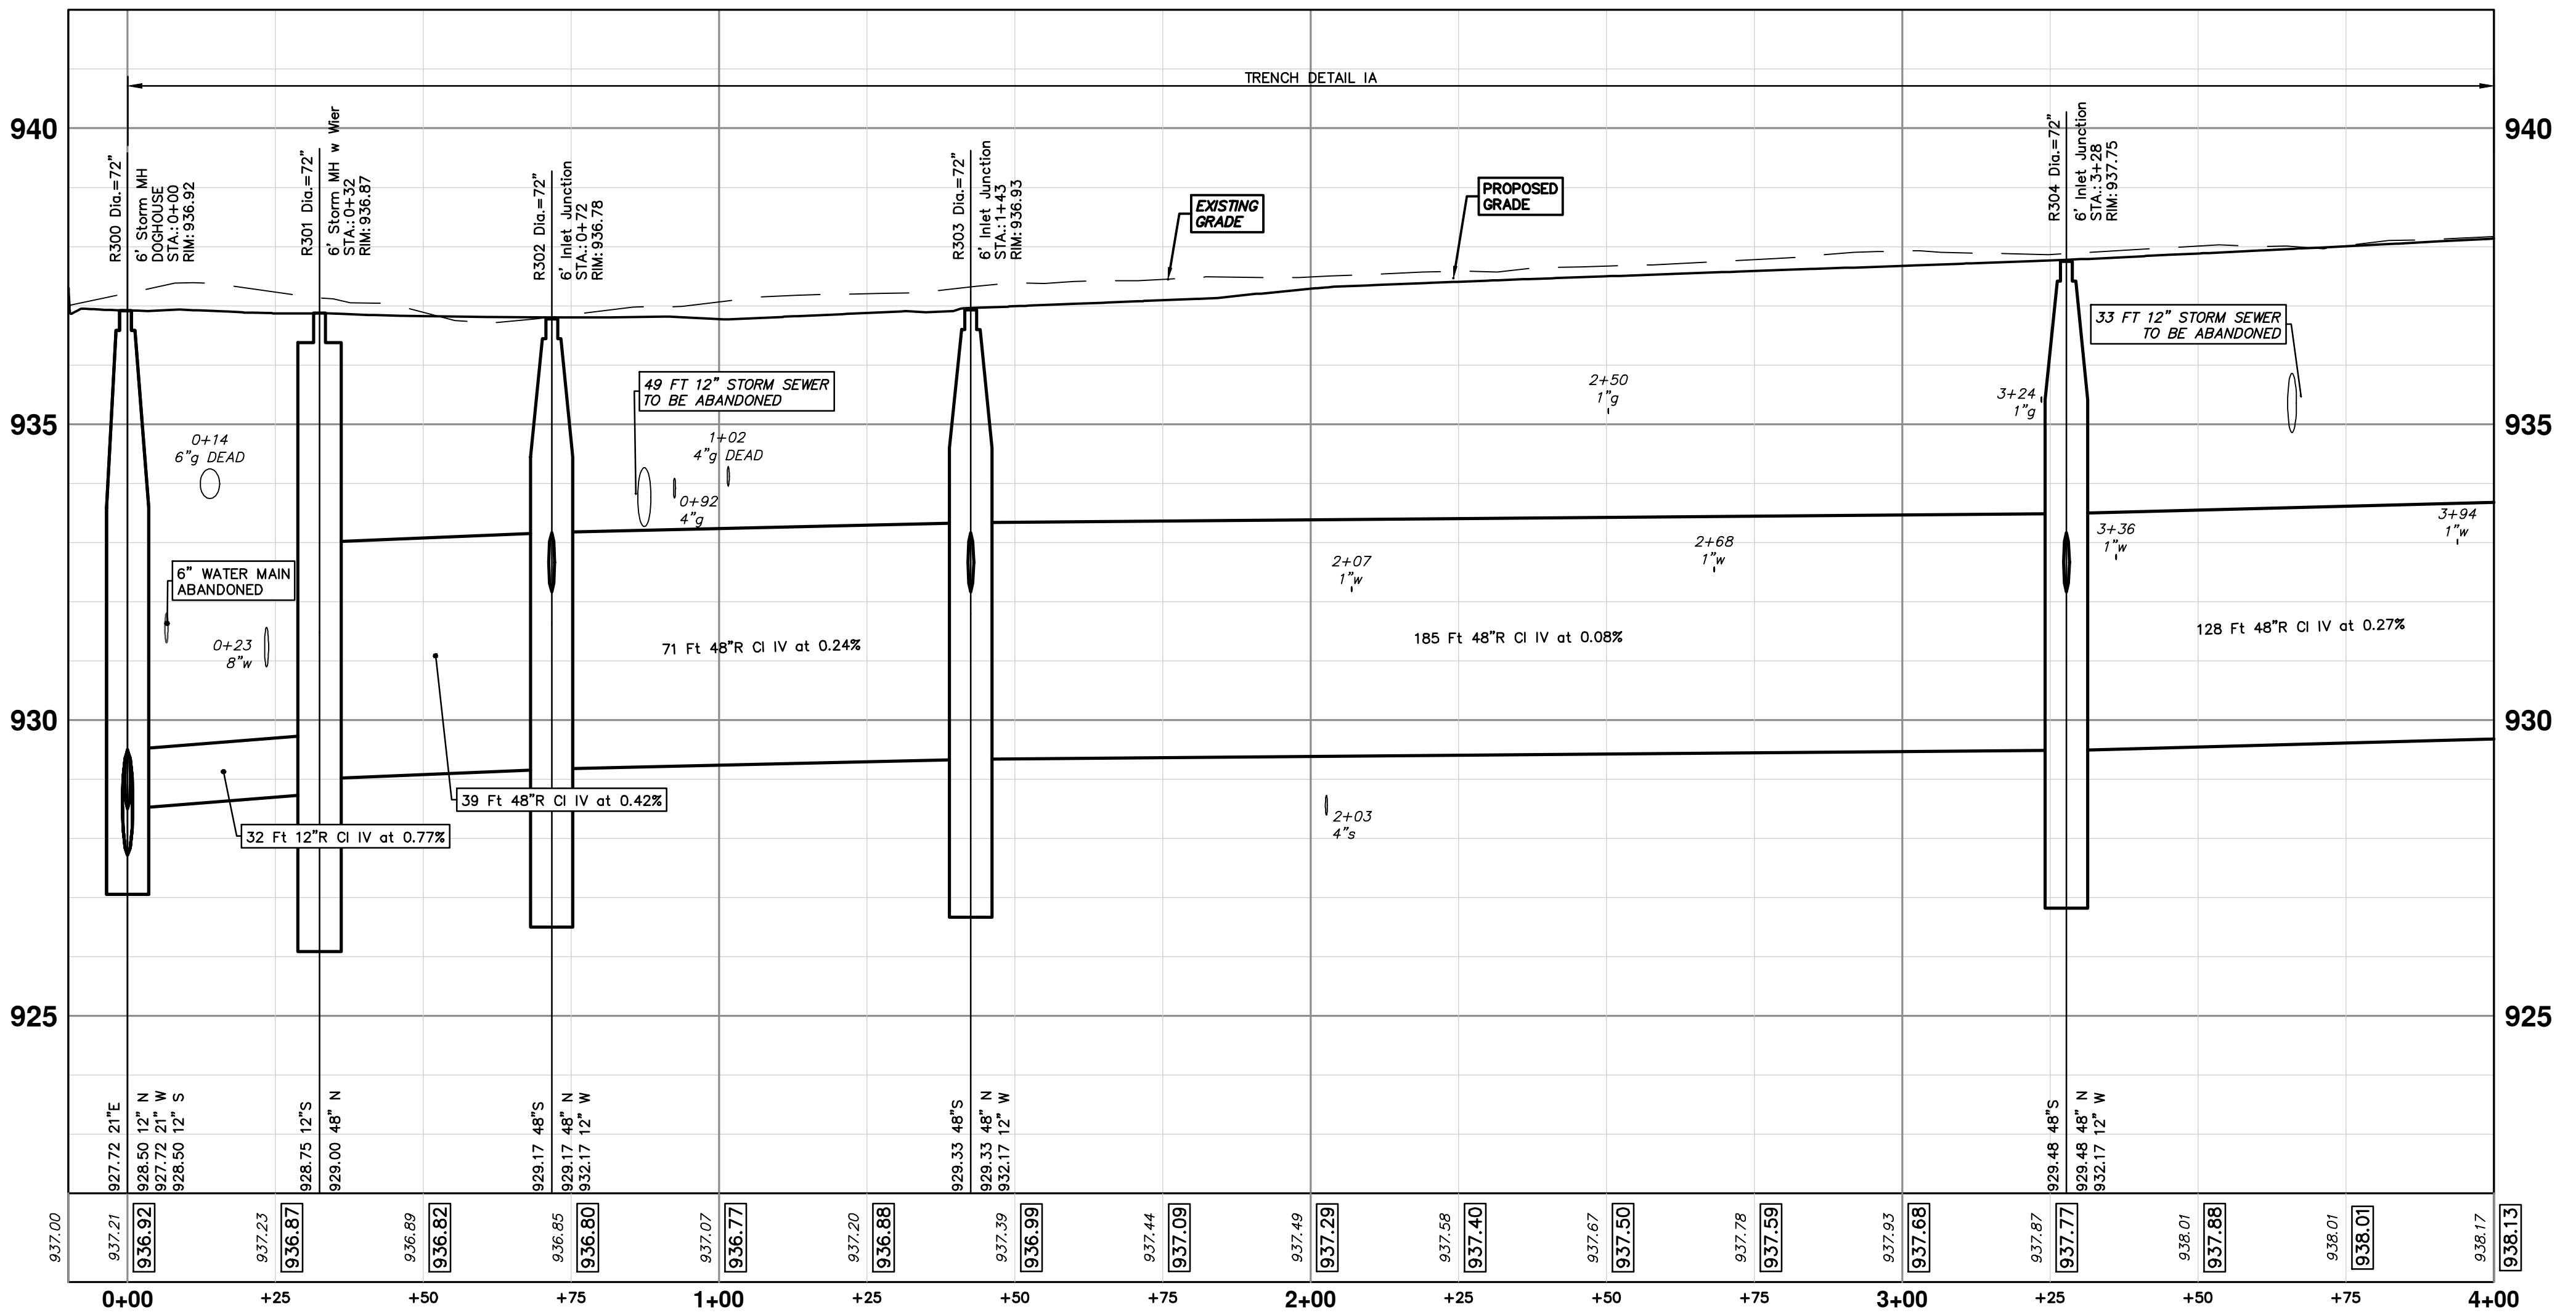 TRENCH DETAIL IA
940
940
R300 Dia.=72"
6' Storm MH
DOGHOUSE
STA.: 0+00
RIM: 936.92
R301 Dia.=72"
6' Storm MH w Wier
STA.: 0+32
RIM: 936.87
R302 Dia.=72"
6' Inlet Junction
STA.: 0+72
RIM: 936.78
R303 Dia.=72"
6' Inlet Junction
STA.: 1+43
RIM: 936.93
EXISTING
GRADE
PROPOSED
GRADE
R304 Dia.=72"
6' Inlet Junction
STA.: 3+28
RIM: 937.75
33 FT 12" STORM SEWER
TO BE ABANDONED
49 FT 12" STORM SEWER
TO BE ABANDONED
2+50
1"g
3+24
1"g
935
935
0+14
6"g DEAD
1+02
4"g DEAD
0+92
4"g
3+94
1"w
3+36
1"w
2+68
1"w
2+07
1"w
6" WATER MAIN
ABANDONED
0+23
8"w
71 Ft 48"R CI IV at 0.24%
185 Ft 48"R CI IV at 0.08%
128 Ft 48"R CI IV at 0.27%
930
930
39 Ft 48"R CI IV at 0.42%
32 Ft 12"R CI IV at 0.77%
2+03
4"s
925
925
927.72 21"E
928.50 12" N
927.72 21" W
928.50 12" S
928.75 12"S
929.00 48" N
929.17 48"S
929.17 48" N
932.17 12" W
929.33 48"S
929.33 48" N
932.17 12" W
929.48 48"S
929.48 48" N
932.17 12" W
937.00
937.21
936.92
937.23
936.87
936.89
936.82
936.85
936.80
937.07
936.77
937.20
936.88
937.39
936.99
937.44
937.09
937.49
937.29
937.58
937.40
937.67
937.50
937.78
937.59
937.93
937.68
937.87
937.77
938.01
937.88
938.01
938.01
938.17
938.13
0+00 +25 +50 +75 1+00 +25 +50 +75 2+00 +25 +50 +75 3+00 +25 +50 +75 4+00